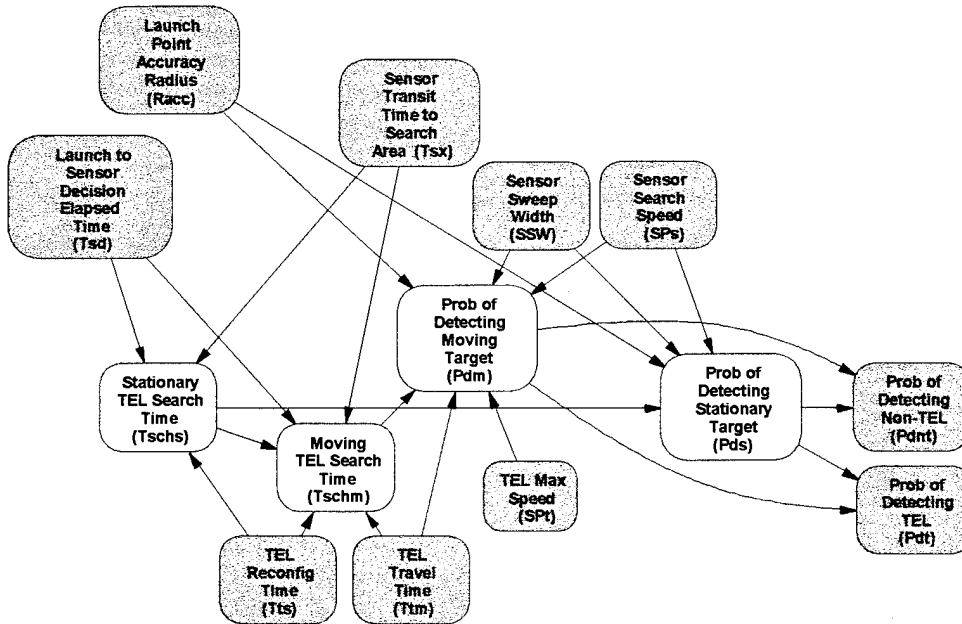 Launch
Point
Accuracy
Radius
(Racc)
Sensor
Transit
Time to
Search
Area (Tsx)
Launch to
Sensor
Decision
Elapsed
Time
(Tsd)
Sensor
Sweep
Width
(SSW)
Sensor
Search
Speed
(SPs)
Prob of
Detecting
Moving
Target
(Pdm)
Stationary
TEL Search
Time
(Tschs)
Prob of
Detecting
Stationary
Target
(Pds)
Prob of
Detecting
Non-TEL
(Pdnt)
Moving
TEL Search
Time
(Tschm)
TEL Max
Speed
(SPt)
Prob of
Detecting
TEL
(Pdt)
TEL
Reconfig
Time
(Tts)
TEL
Travel
Time
(Ttm)